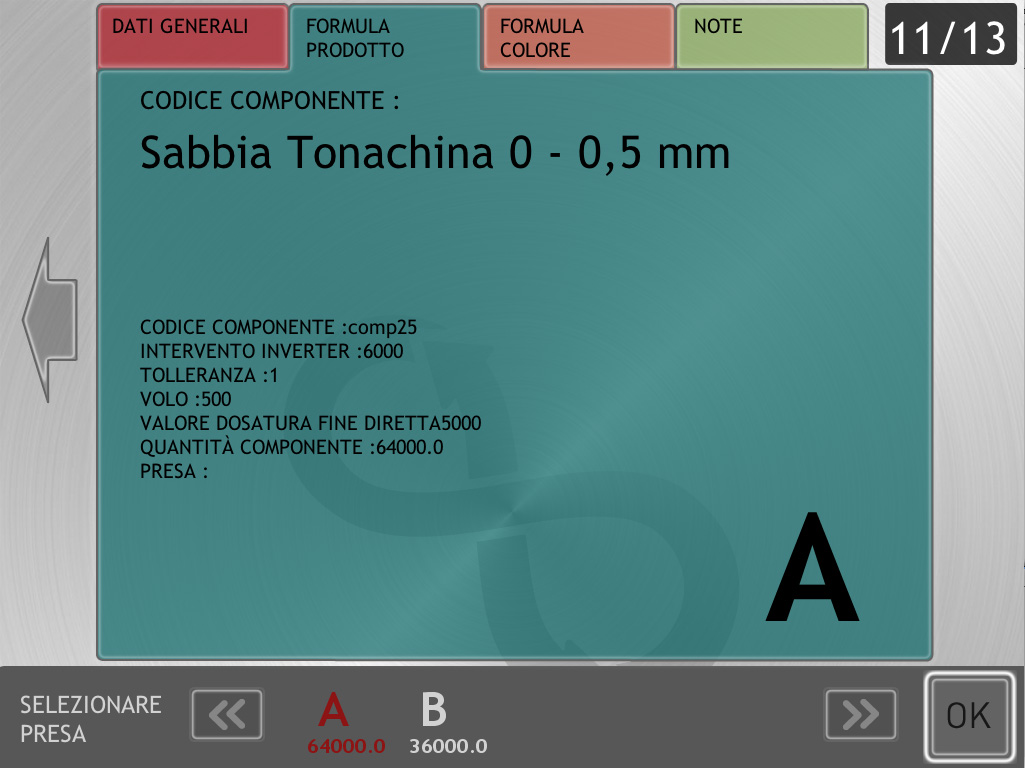 DATI GENERALI
FORMULA
PRODOTTO
FORMULA
COLORE
NOTE
11/13
CODICE COMPONENTE :
Sabbia Tonachina 0 - 0,5 mm
CODICE COMPONENTE :comp25
INTERVENTO INVERTER :6000
TOLLERANZA :1
VOLO :500
VALORE DOSATURA FINE DIRETTA5000
QUANTITÀ COMPONENTE :64000.0
PRESA :
A
SELEZIONARE
PRESA
A
64000.0
B
36000.0
OK